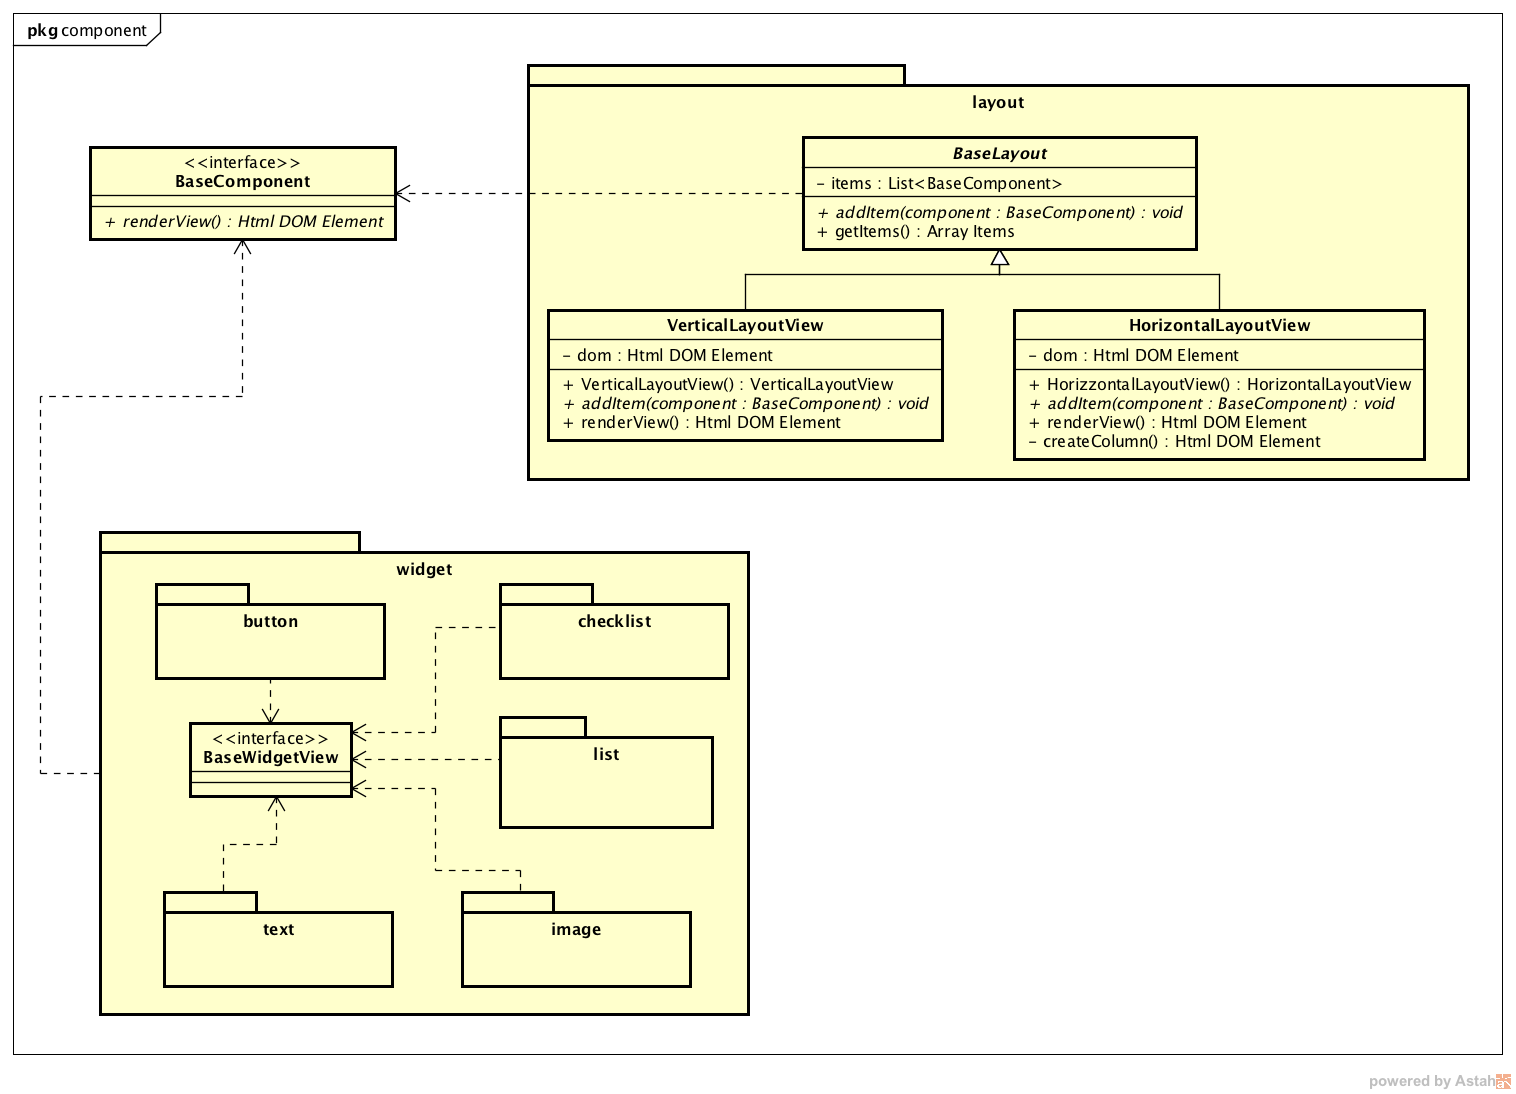 pkg component
layout
<<interface>>
BaseComponent
+ renderView() : Html DOM Element
BaseLayout
- items : List<BaseComponent>
+ addItem(component : BaseComponent) : void
+ getItems() : Array Items
VerticalLayoutView
- dom : Html DOM Element
+ VerticalLayoutView() : VerticalLayoutView
+ addItem(component : BaseComponent) : void
+ renderView() : Html DOM Element
HorizontalLayoutView
- dom : Html DOM Element
+ HorizzontalLayoutView() : HorizontalLayoutView
+ addItem(component : BaseComponent) : void
+ renderView() : Html DOM Element
- createColumn() : Html DOM Element
widget
button
checklist
<<interface>>
BaseWidgetView
list
text
image
powered by Astah